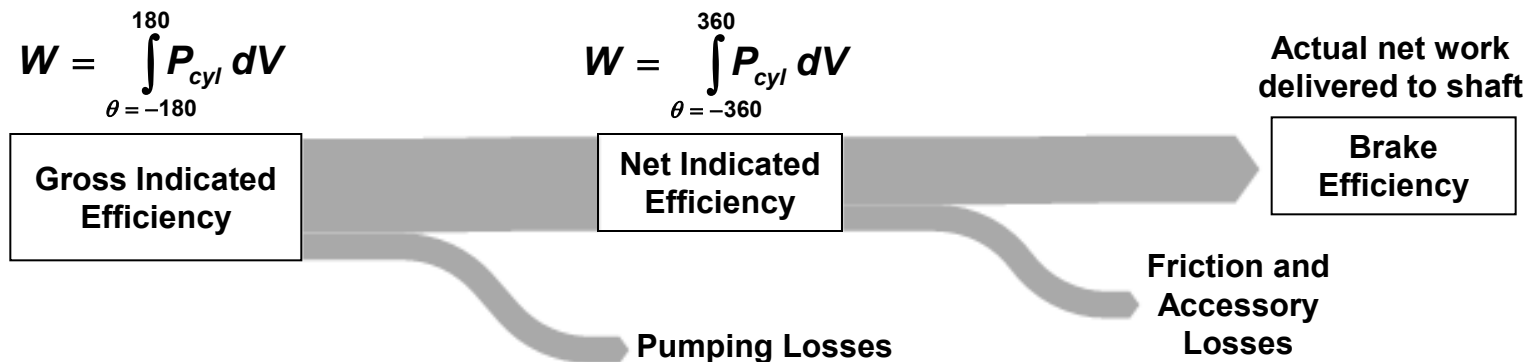 W = ∫ P_cyl dV
180
θ = −180
W = ∫ P_cyl dV
360
θ = −360
Actual net work
delivered to shaft
Gross Indicated
Efficiency
Net Indicated
Efficiency
Brake
Efficiency
Pumping Losses
Friction and
Accessory
Losses